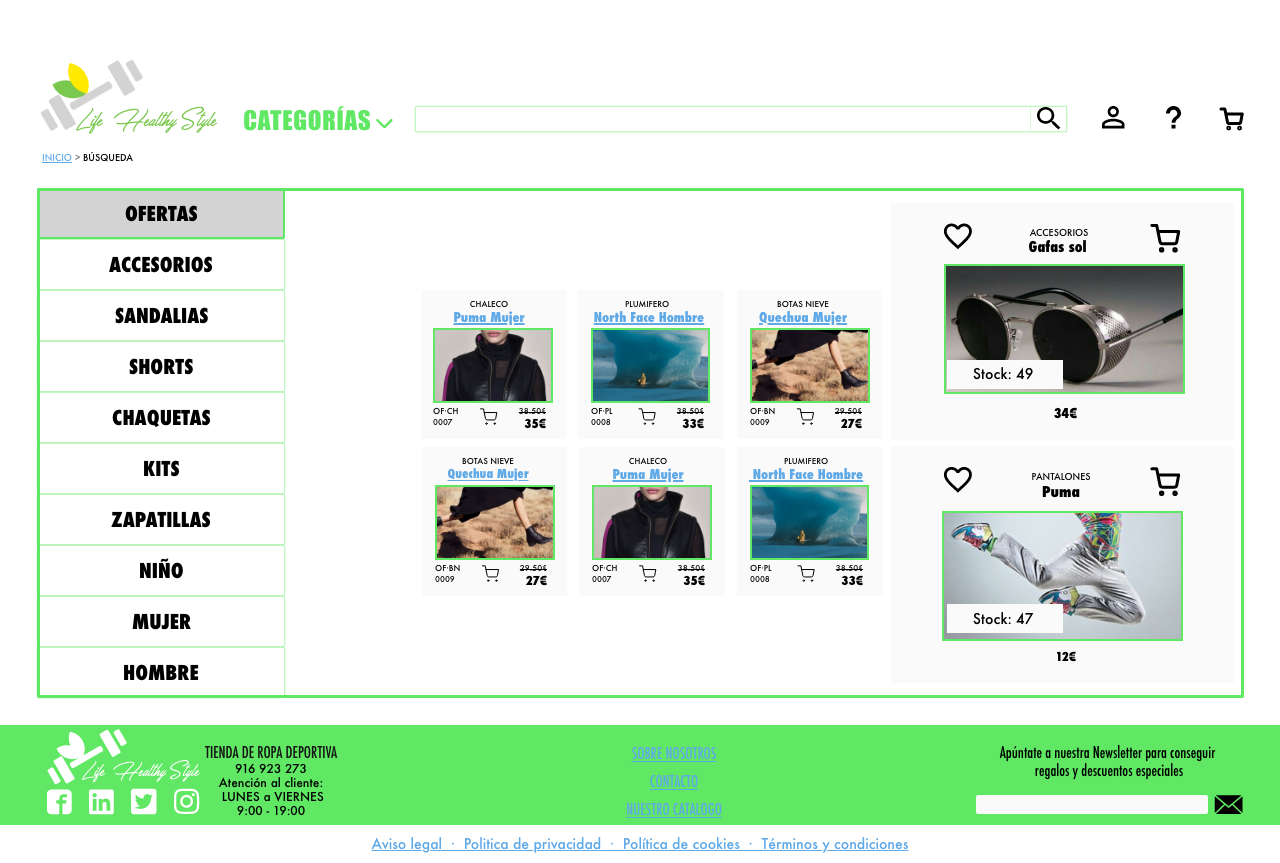 Life Healthy Style
CATEGORÍAS
INICIO > BÚSQUEDA
OFERTAS
ACCESORIOS
SANDALIAS
SHORTS
CHAQUETAS
KITS
ZAPATILLAS
NIÑO
MUJER
HOMBRE
CHALECO
Puma Mujer
OF·CH
0007
38.50€
35€
PLUMIFERO
North Face Hombre
OF·PL
0008
38.50€
33€
BOTAS NIEVE
Quechua Mujer
OF·BN
0009
29.50€
27€
BOTAS NIEVE
Quechua Mujer
OF·BN
0009
29.50€
27€
CHALECO
Puma Mujer
OF·CH
0007
38.50€
35€
PLUMIFERO
North Face Hombre
OF·PL
0008
38.50€
33€
ACCESORIOS
Gafas sol
Stock: 49
34€
PANTALONES
Puma
Stock: 47
12€
Life Healthy Style
TIENDA DE ROPA DEPORTIVA
916 923 273
Atención al cliente:
LUNES a VIERNES
9:00 - 19:00
SOBRE NOSOTROS
CONTACTO
NUESTRO CATALOGO
Apúntate a nuestra Newsletter para conseguir
regalos y descuentos especiales
Aviso legal · Politica de privacidad · Política de cookies · Términos y condiciones